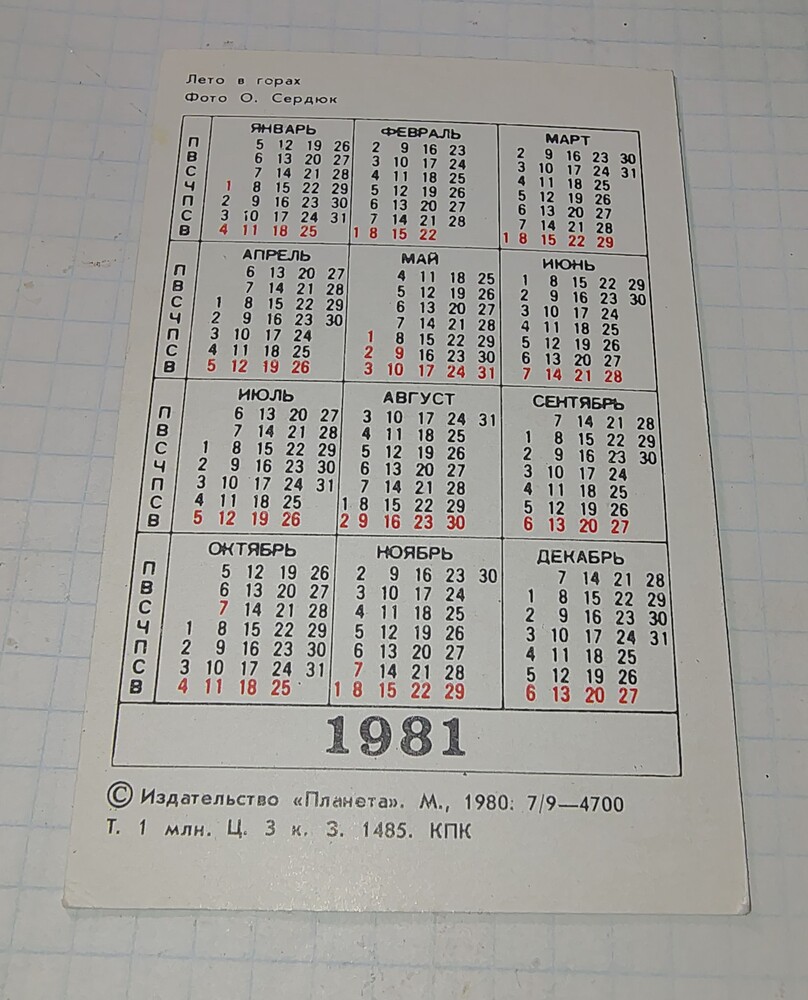 Лето в горах
Фото О. Сердюк
ЯНВАРЬ ФЕВРАЛЬ МАРТ
П 5 12 19 26 2 9 16 23 2 9 16 23 30
В 6 13 20 27 3 10 17 24 3 10 17 24 31
С 7 14 21 28 4 11 18 25 4 11 18 25
Ч 1 8 15 22 29 5 12 19 26 5 12 19 26
П 2 9 16 23 30 6 13 20 27 6 13 20 27
С 3 10 17 24 31 7 14 21 28 7 14 21 28
В 4 11 18 25 1 8 15 22 1 8 15 22 29
АПРЕЛЬ МАЙ ИЮНЬ
П 6 13 20 27 4 11 18 25 1 8 15 22 29
В 7 14 21 28 5 12 19 26 2 9 16 23 30
С 1 8 15 22 29 6 13 20 27 3 10 17 24
Ч 2 9 16 23 30 7 14 21 28 4 11 18 25
П 3 10 17 24 1 8 15 22 29 5 12 19 26
С 4 11 18 25 2 9 16 23 30 6 13 20 27
В 5 12 19 26 3 10 17 24 31 7 14 21 28
ИЮЛЬ АВГУСТ СЕНТЯБРЬ
П 6 13 20 27 3 10 17 24 31 7 14 21 28
В 7 14 21 28 4 11 18 25 1 8 15 22 29
С 1 8 15 22 29 5 12 19 26 2 9 16 23 30
Ч 2 9 16 23 30 6 13 20 27 3 10 17 24
П 3 10 17 24 31 7 14 21 28 4 11 18 25
С 4 11 18 25 1 8 15 22 29 5 12 19 26
В 5 12 19 26 2 9 16 23 30 6 13 20 27
ОКТЯБРЬ НОЯБРЬ ДЕКАБРЬ
П 5 12 19 26 2 9 16 23 30 7 14 21 28
В 6 13 20 27 3 10 17 24 1 8 15 22 29
С 7 14 21 28 4 11 18 25 2 9 16 23 30
Ч 1 8 15 22 29 5 12 19 26 3 10 17 24 31
П 2 9 16 23 30 6 13 20 27 4 11 18 25
С 3 10 17 24 31 7 14 21 28 5 12 19 26
В 4 11 18 25 1 8 15 22 29 6 13 20 27
1981
© Издательство «Планета». М., 1980. 7/9—4700
Т. 1 млн. Ц. 3 к. З. 1485. КПК